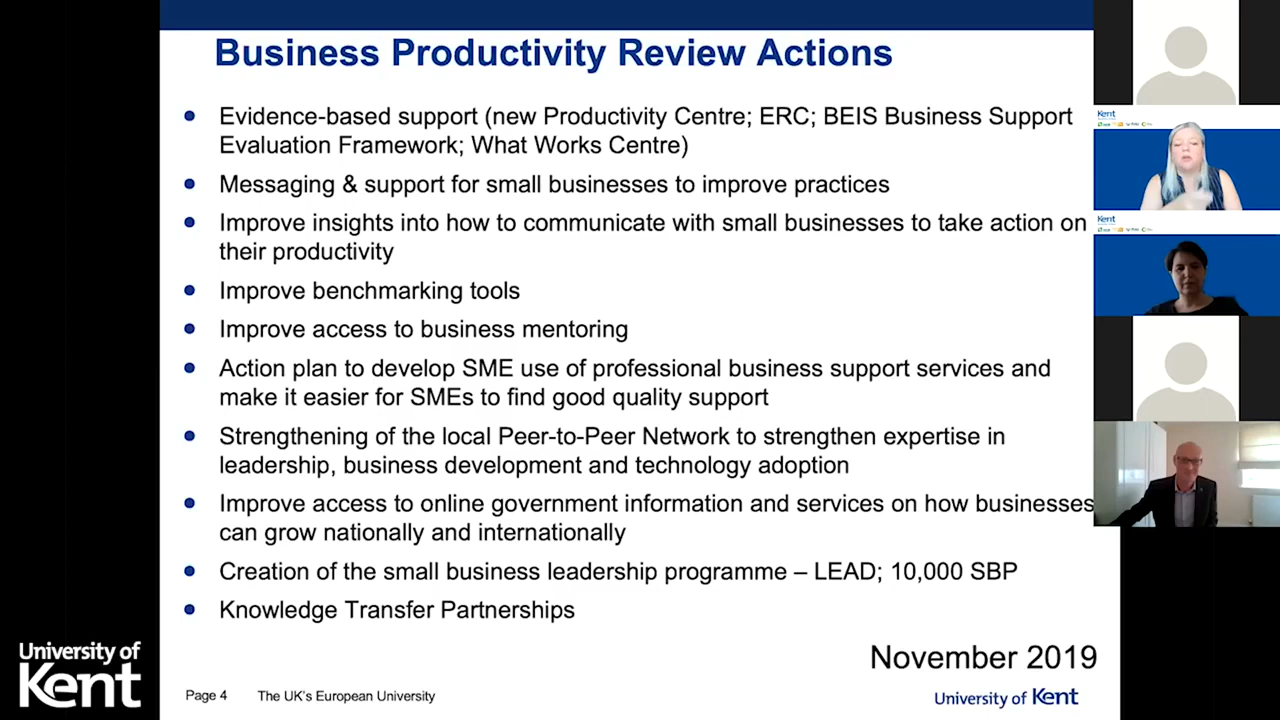 Business Productivity Review Actions
Evidence-based support (new Productivity Centre; ERC; BEIS Business Support
Evaluation Framework; What Works Centre)
Messaging & support for small businesses to improve practices
Improve insights into how to communicate with small businesses to take action on
their productivity
Improve benchmarking tools
Improve access to business mentoring
Action plan to develop SME use of professional business support services and
make it easier for SMEs to find good quality support
Strengthening of the local Peer-to-Peer Network to strengthen expertise in
leadership, business development and technology adoption
Improve access to online government information and services on how businesses
can grow nationally and internationally
Creation of the small business leadership programme – LEAD; 10,000 SBP
Knowledge Transfer Partnerships
November 2019
Page 4 The UK's European University
University of Kent
University of
Kent
Kent
Kent